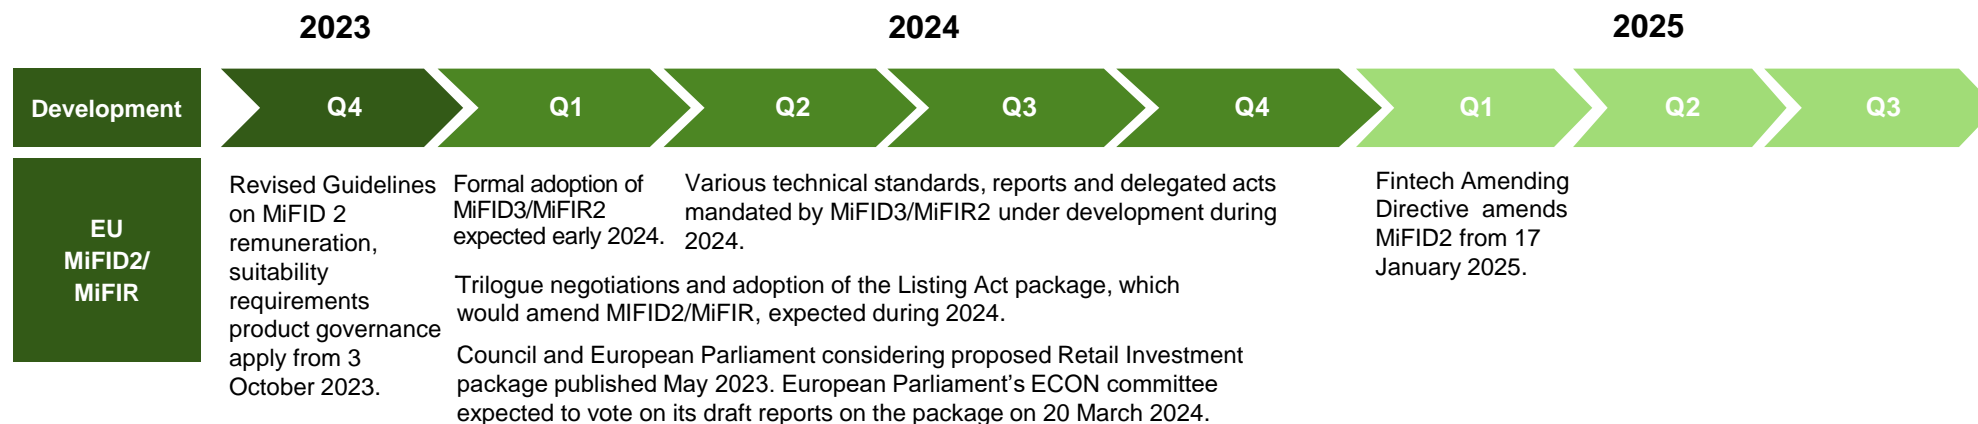 2023
2024
2025
Development
Q4
Q1
Q2
Q3
Q4
Q1
Q2
Q3
EU
MiFID2/
MiFIR
Revised Guidelines
on MiFID 2
remuneration,
suitability
requirements
product governance
apply from 3
October 2023.
Formal adoption of
MiFID3/MiFIR2
expected early 2024.
Various technical standards, reports and delegated acts
mandated by MiFID3/MiFIR2 under development during
2024.
Trilogue negotiations and adoption of the Listing Act package, which
would amend MIFID2/MiFIR, expected during 2024.
Council and European Parliament considering proposed Retail Investment
package published May 2023. European Parliament’s ECON committee
expected to vote on its draft reports on the package on 20 March 2024.
Fintech Amending
Directive amends
MiFID2 from 17
January 2025.